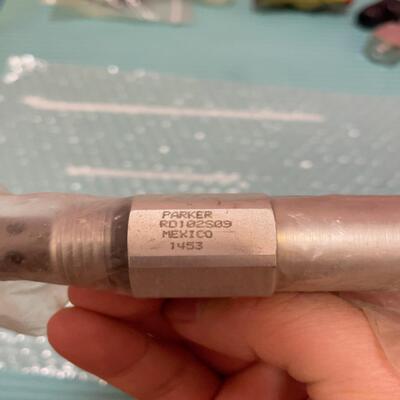 PARKER
RD102S09
MEXICO
1453